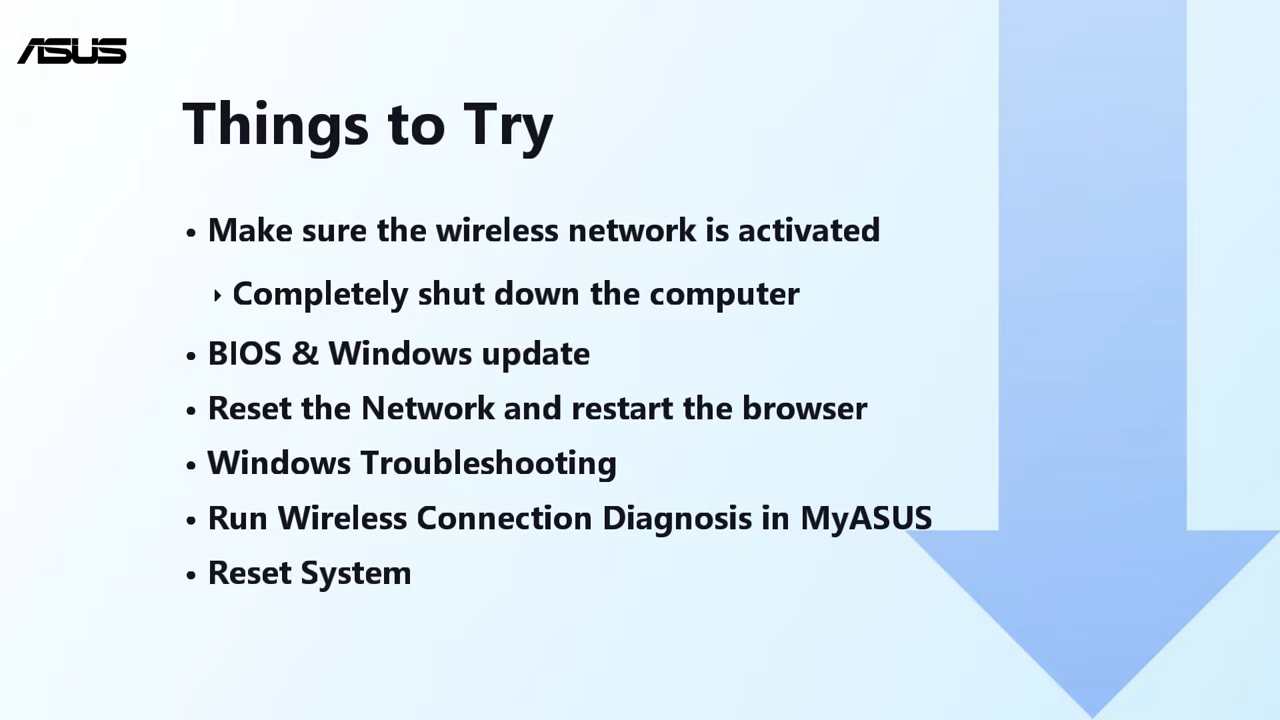 ASUS
Things to Try
• Make sure the wireless network is activated
‣ Completely shut down the computer
• BIOS & Windows update
• Reset the Network and restart the browser
• Windows Troubleshooting
• Run Wireless Connection Diagnosis in MyASUS
• Reset System